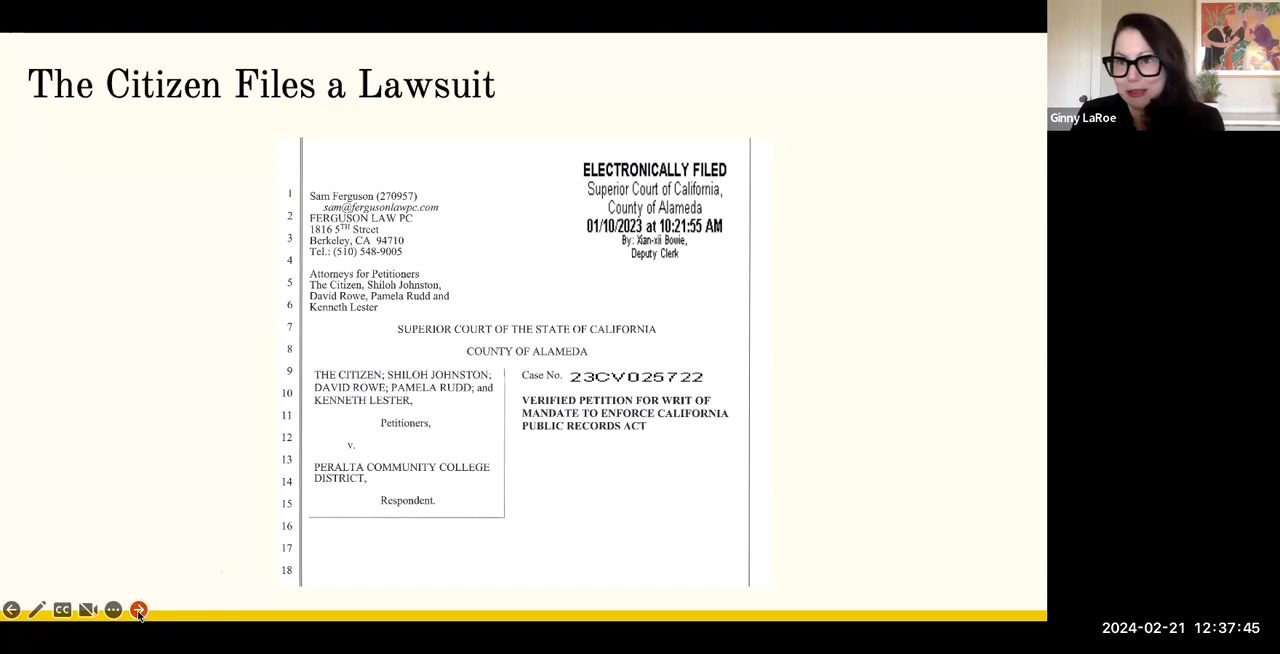 The Citizen Files a Lawsuit
Ginny LaRoe
ELECTRONICALLY FILED
Superior Court of California,
County of Alameda
01/10/2023 at 10:21:55 AM
By: Xian-xii Bowie,
Deputy Clerk
1
2
3
4
5
6
7
8
9
10
11
12
13
14
15
16
17
18
Sam Ferguson (270957)
sam@fergusonlawpc.com
FERGUSON LAW PC
1816 5TH Street
Berkeley, CA 94710
Tel.: (510) 548-9005
Attorneys for Petitioners
The Citizen, Shiloh Johnston,
David Rowe, Pamela Rudd and
Kenneth Lester
SUPERIOR COURT OF THE STATE OF CALIFORNIA
COUNTY OF ALAMEDA
THE CITIZEN; SHILOH JOHNSTON;
DAVID ROWE; PAMELA RUDD; and
KENNETH LESTER,
Petitioners,
v.
PERALTA COMMUNITY COLLEGE
DISTRICT,
Respondent.
Case No. 23CV025722
VERIFIED PETITION FOR WRIT OF
MANDATE TO ENFORCE CALIFORNIA
PUBLIC RECORDS ACT
CC
2024-02-21 12:37:45